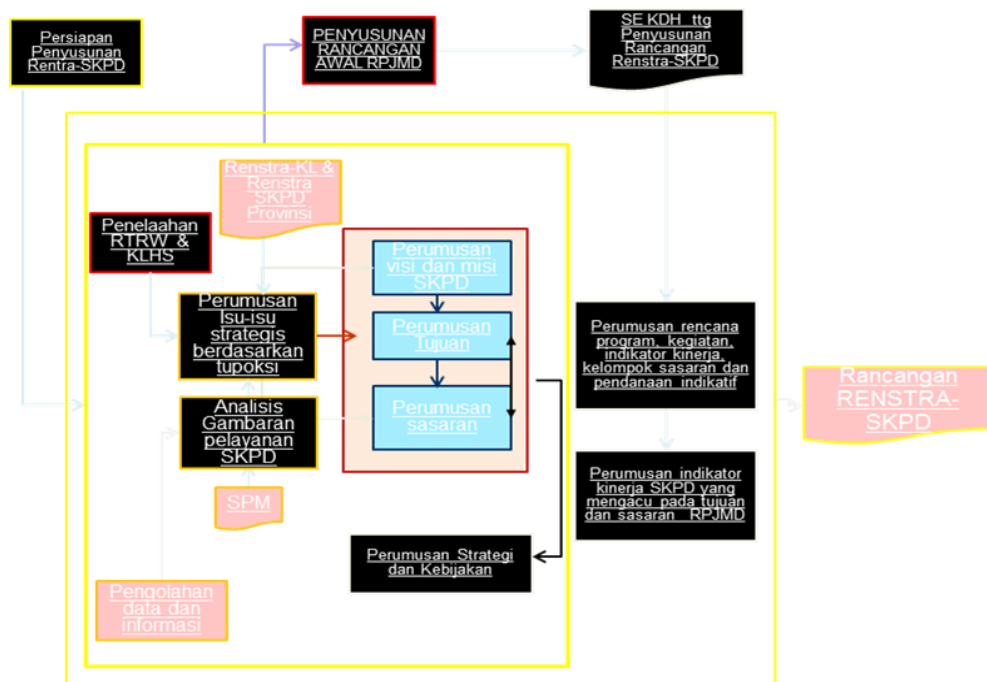 Persiapan
Penyusunan
Rentra-SKPD
PENYUSUNAN
RANCANGAN
AWAL RPJMD
SE KDH ttg
Penyusunan
Rancangan
Renstra-SKPD
Renstra-KL &
Renstra
SKPD
Provinsi
Penelaahan
RTRW & 
KLHS
Perumusan
visi dan misi
SKPD
Perumusan
Isu-isu
strategis
berdasarkan
tupoksi
Perumusan
Tujuan
Perumusan rencana
program, kegiatan,
indikator kinerja,
kelompok sasaran dan
pendanaan indikatif
Rancangan
RENSTRA-
SKPD
Analisis
Gambaran
pelayanan
SKPD
Perumusan
sasaran
Perumusan indikator
kinerja SKPD yang
mengacu pada tujuan
dan sasaran RPJMD
SPM
Perumusan Strategi
dan Kebijakan
Pengolahan
data dan
informasi